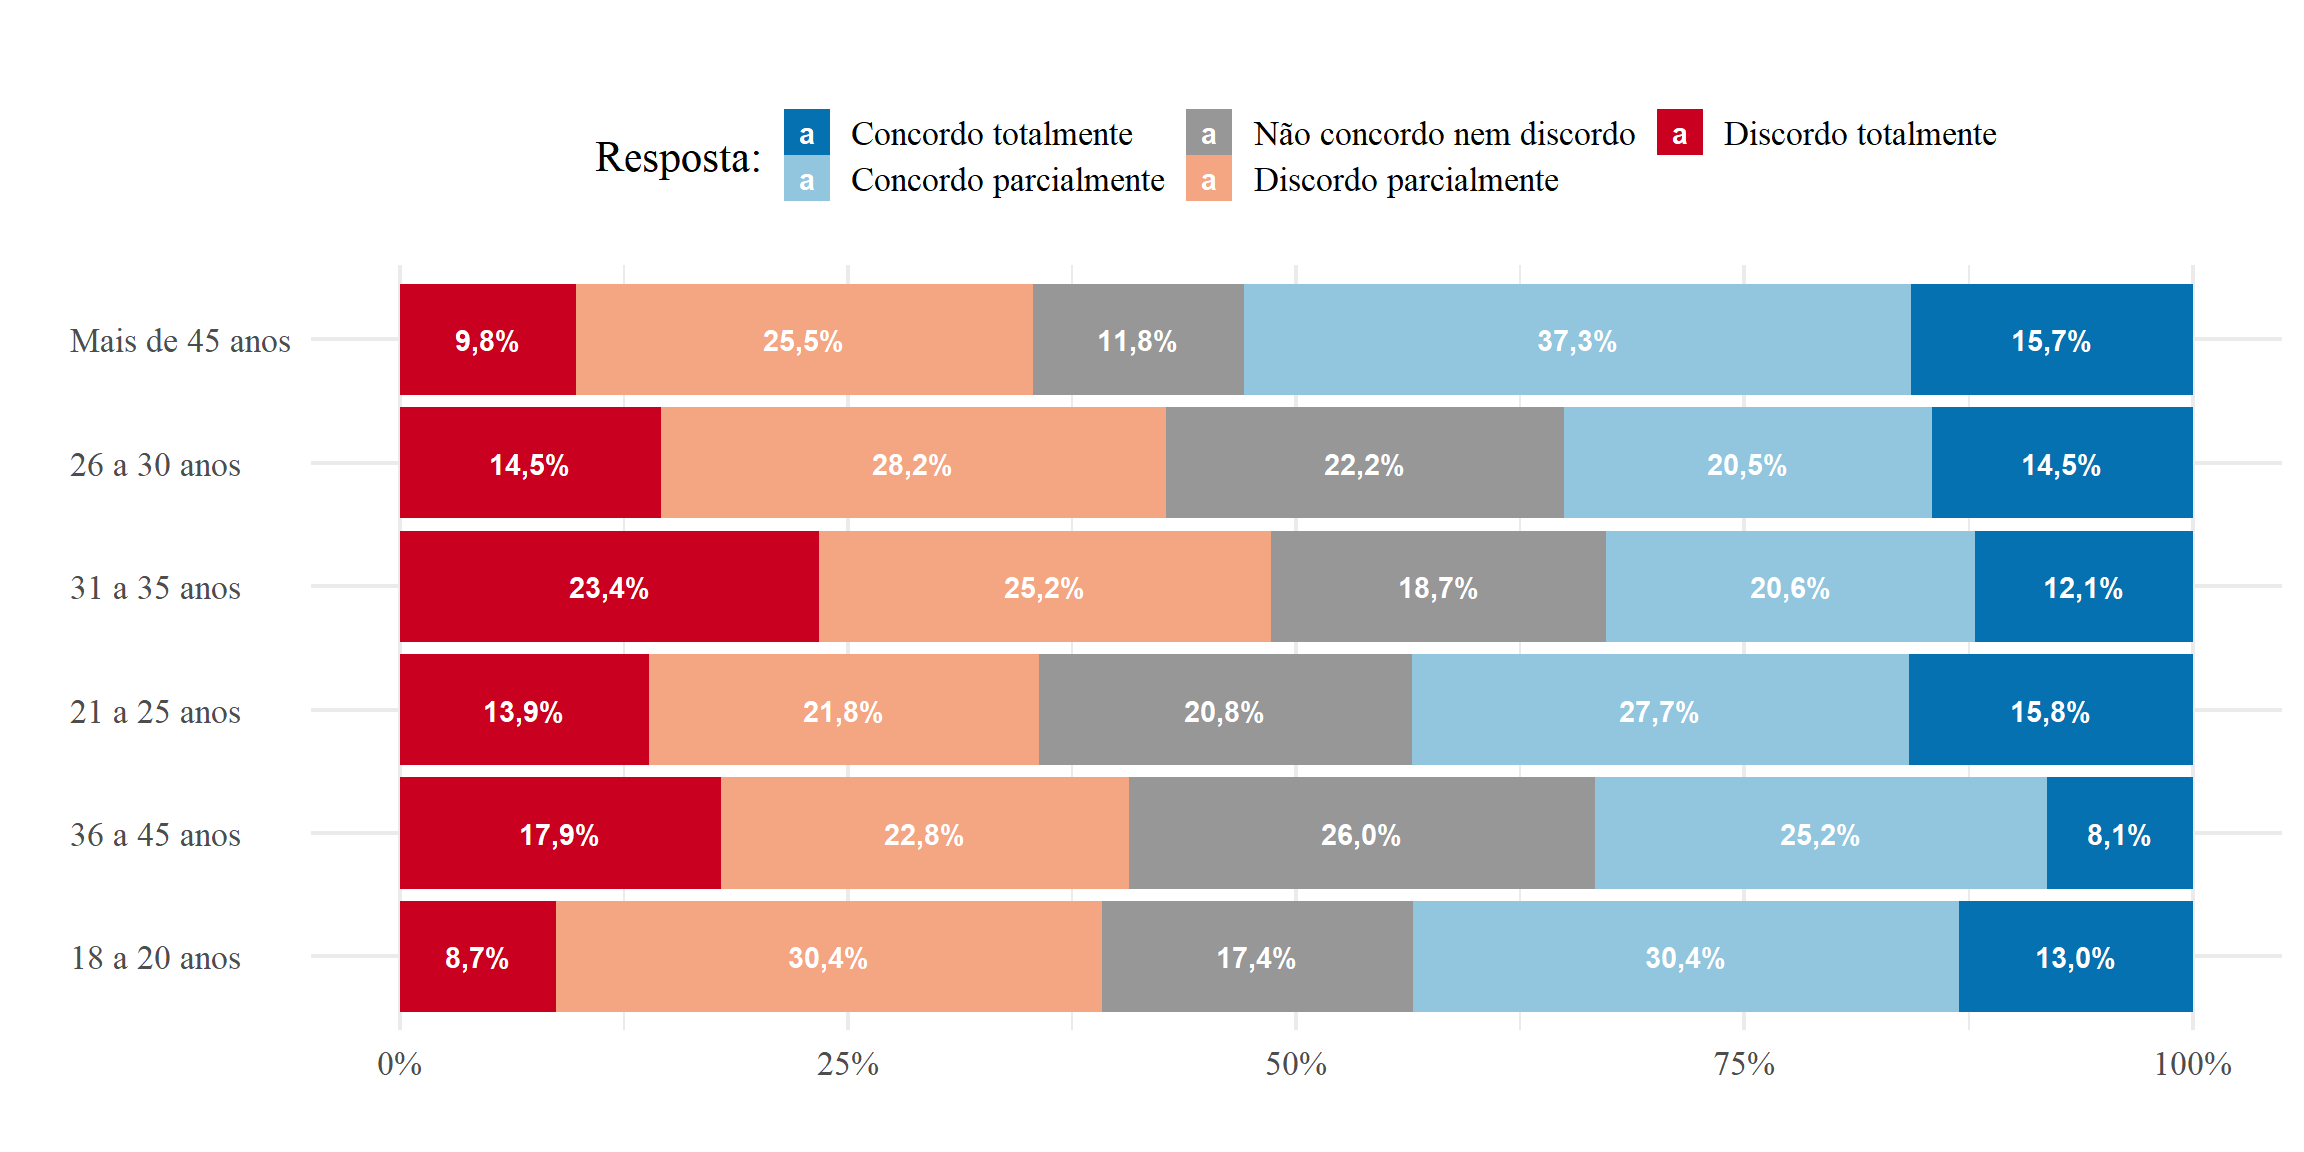 Resposta:
a Concordo totalmente a Não concordo nem discordo a Discordo totalmente
a Concordo parcialmente a Discordo parcialmente
Mais de 45 anos 9,8% 25,5% 11,8% 37,3% 15,7%
26 a 30 anos 14,5% 28,2% 22,2% 20,5% 14,5%
31 a 35 anos 23,4% 25,2% 18,7% 20,6% 12,1%
21 a 25 anos 13,9% 21,8% 20,8% 27,7% 15,8%
36 a 45 anos 17,9% 22,8% 26,0% 25,2% 8,1%
18 a 20 anos 8,7% 30,4% 17,4% 30,4% 13,0%
0% 25% 50% 75% 100%